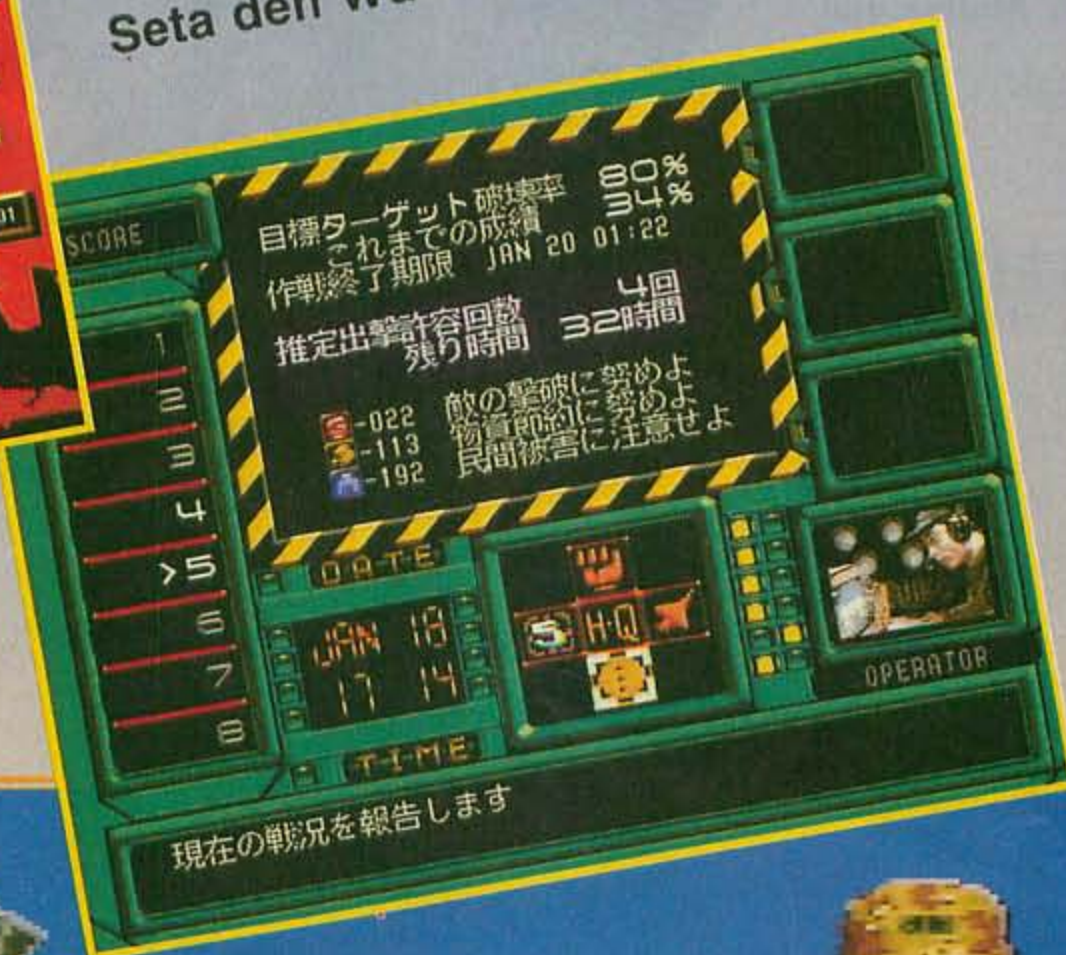 Seta den
01
SCORE
目標ターゲット破壊率 80%
これまでの成績 34%
作戦終了期限 JAN 20 01:22
推定出撃許容回数 4回
残り時間 32時間
-022 敵の撃破に努めよ
-113 物資節約に努めよ
-192 民間被害に注意せよ
1
2
3
4
>5
6
7
8
DATE
JAN 18
17 14
TIME
H·Q
OPERATOR
現在の戦況を報告します